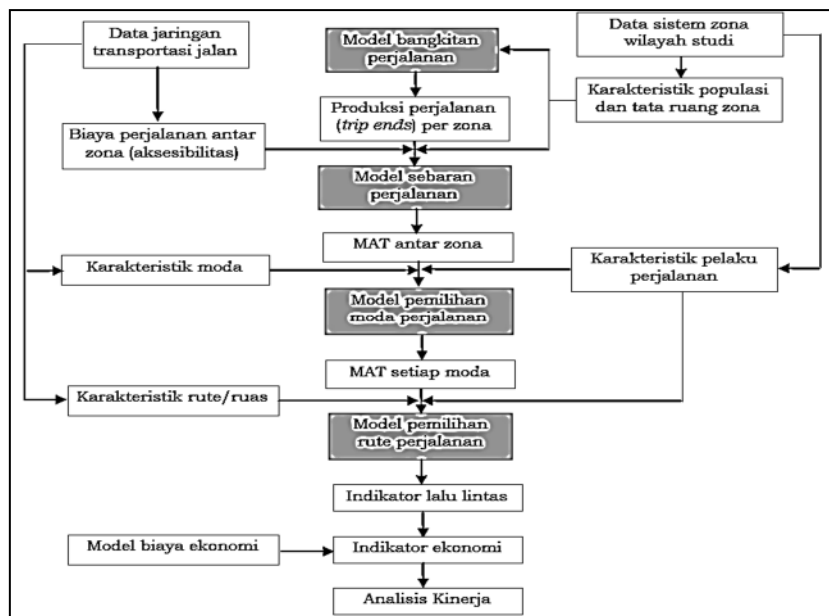 Data jaringan
transportasi jalan
Model bangkitan
perjalanan
Data sistem zona
wilayah studi
Produksi perjalanan
(trip ends) per zona
Karakteristik populasi
dan tata ruang zona
Biaya perjalanan antar
zona (aksesibilitas)
Model sebaran
perjalanan
MAT antar zona
Karakteristik moda
Karakteristik pelaku
perjalanan
Model pemilihan
moda perjalanan
MAT setiap moda
Karakteristik rute/ruas
Model pemilihan
rute perjalanan
Indikator lalu lintas
Model biaya ekonomi
Indikator ekonomi
Analisis Kinerja